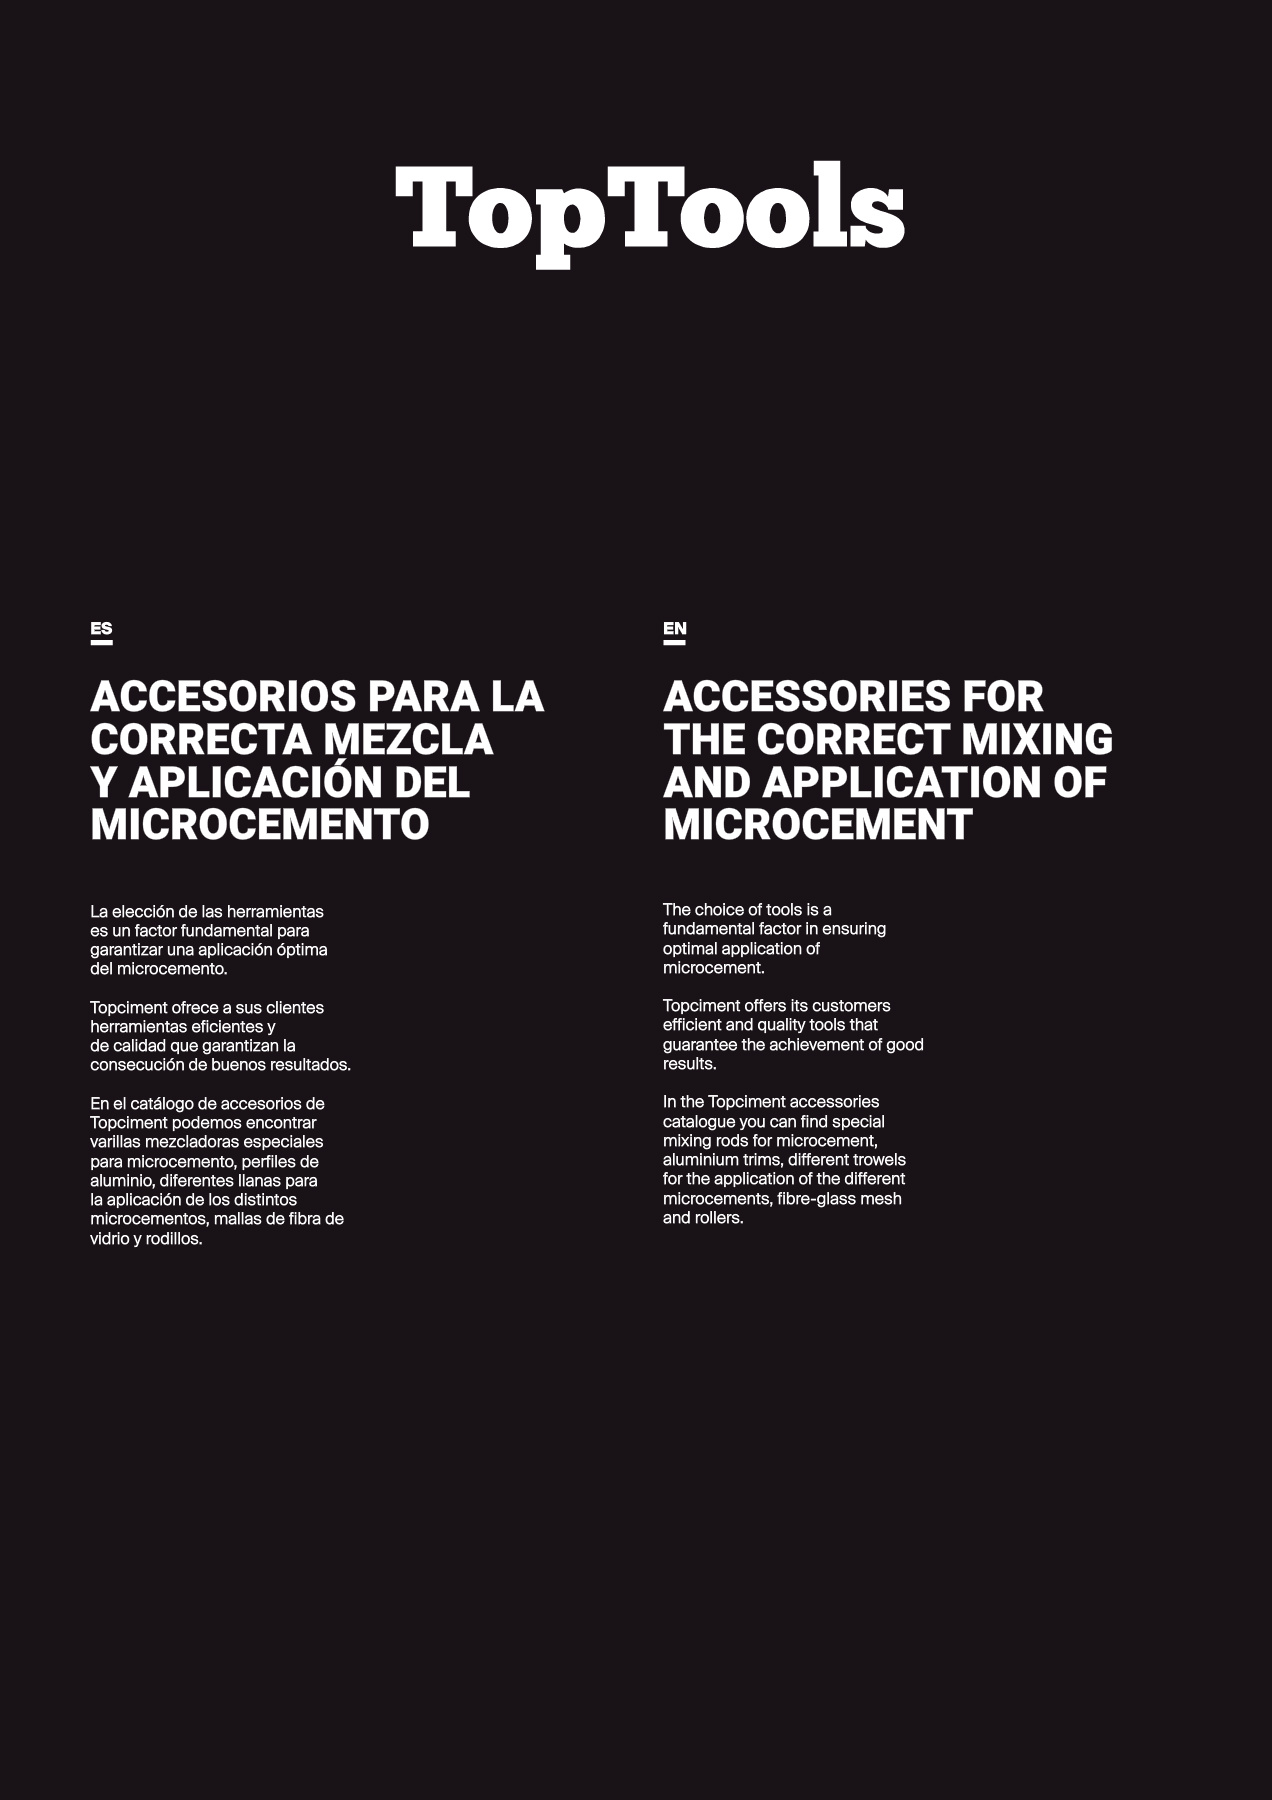 TopTools
ES
ACCESORIOS PARA LA
CORRECTA MEZCLA
Y APLICACIÓN DEL
MICROCEMENTO
La elección de las herramientas
es un factor fundamental para
garantizar una aplicación óptima
del microcemento.
Topciment ofrece a sus clientes
herramientas eficientes y
de calidad que garantizan la
consecución de buenos resultados.
En el catálogo de accesorios de
Topciment podemos encontrar
varillas mezcladoras especiales
para microcemento, perfiles de
aluminio, diferentes llanas para
la aplicación de los distintos
microcementos, mallas de fibra de
vidrio y rodillos.
EN
ACCESSORIES FOR
THE CORRECT MIXING
AND APPLICATION OF
MICROCEMENT
The choice of tools is a
fundamental factor in ensuring
optimal application of
microcement.
Topciment offers its customers
efficient and quality tools that
guarantee the achievement of good
results.
In the Topciment accessories
catalogue you can find special
mixing rods for microcement,
aluminium trims, different trowels
for the application of the different
microcements, fibre-glass mesh
and rollers.